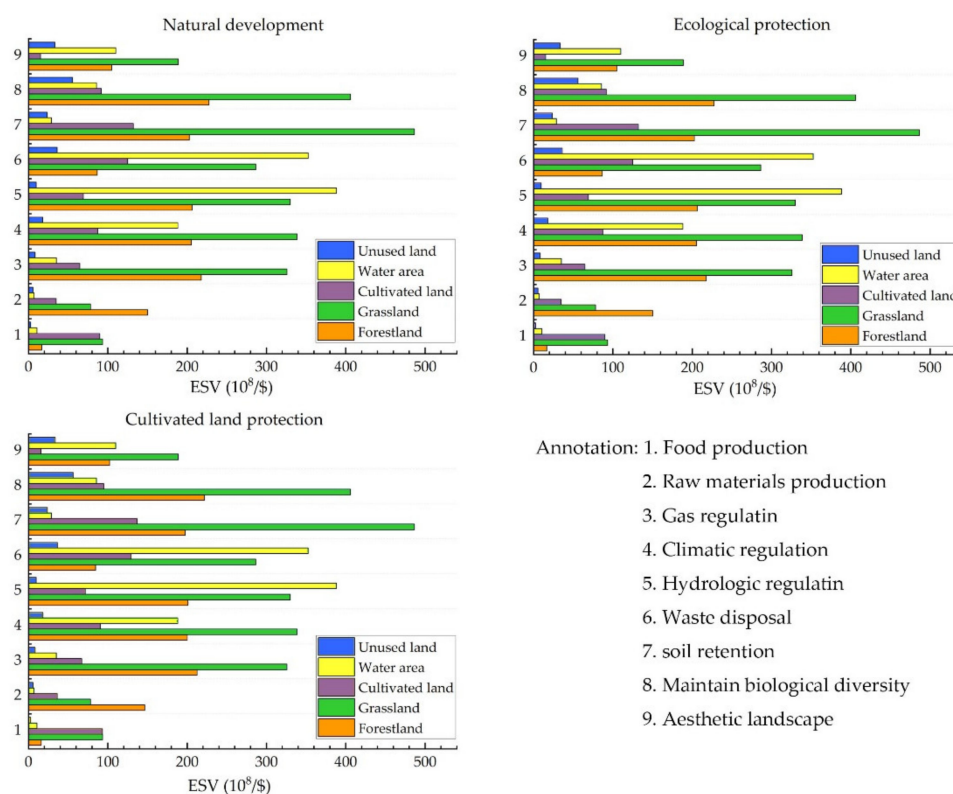 Natural development
9
8
7
6
5
4
3
2
1
Unused land
Water area
Cultivated land
Grassland
Forestland
0 100 200 300 400 500
ESV (10⁸/$)
Ecological protection
9
8
7
6
5
4
3
2
1
Unused land
Water area
Cultivated land
Grassland
Forestland
0 100 200 300 400 500
ESV (10⁸/$)
Cultivated land protection
9
8
7
6
5
4
3
2
1
Unused land
Water area
Cultivated land
Grassland
Forestland
0 100 200 300 400 500
ESV (10⁸/$)
Annotation: 1. Food production
2. Raw materials production
3. Gas regulatin
4. Climatic regulation
5. Hydrologic regulatin
6. Waste disposal
7. soil retention
8. Maintain biological diversity
9. Aesthetic landscape